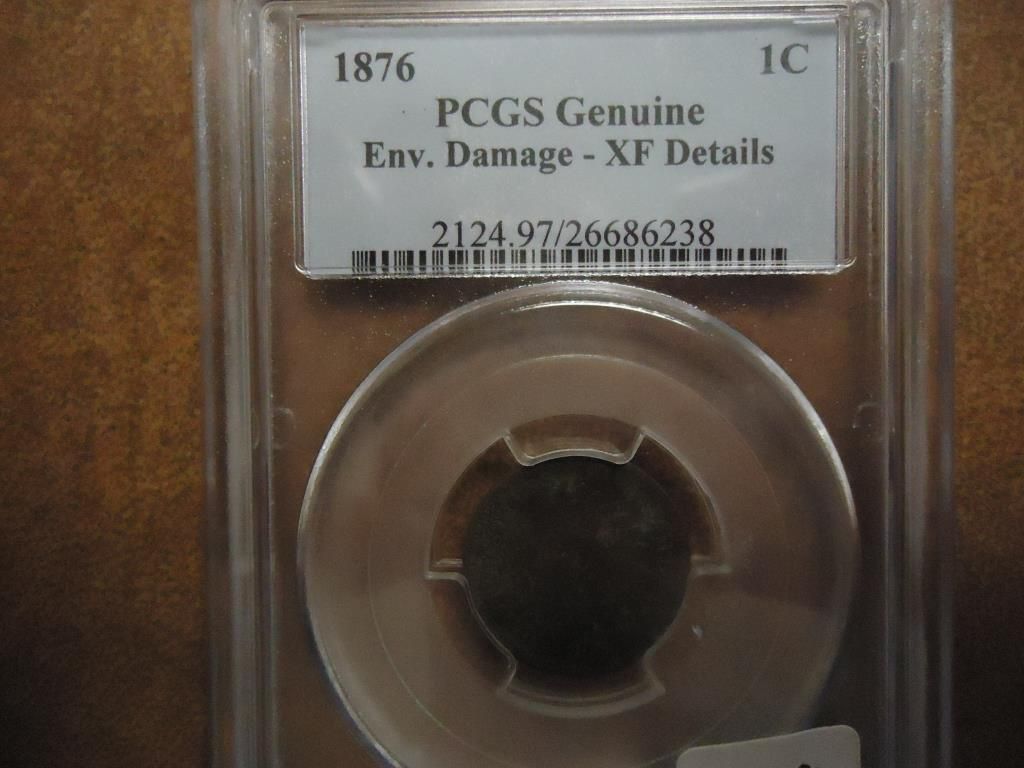 1876 1C
PCGS Genuine
Env. Damage - XF Details
2124.97/26686238